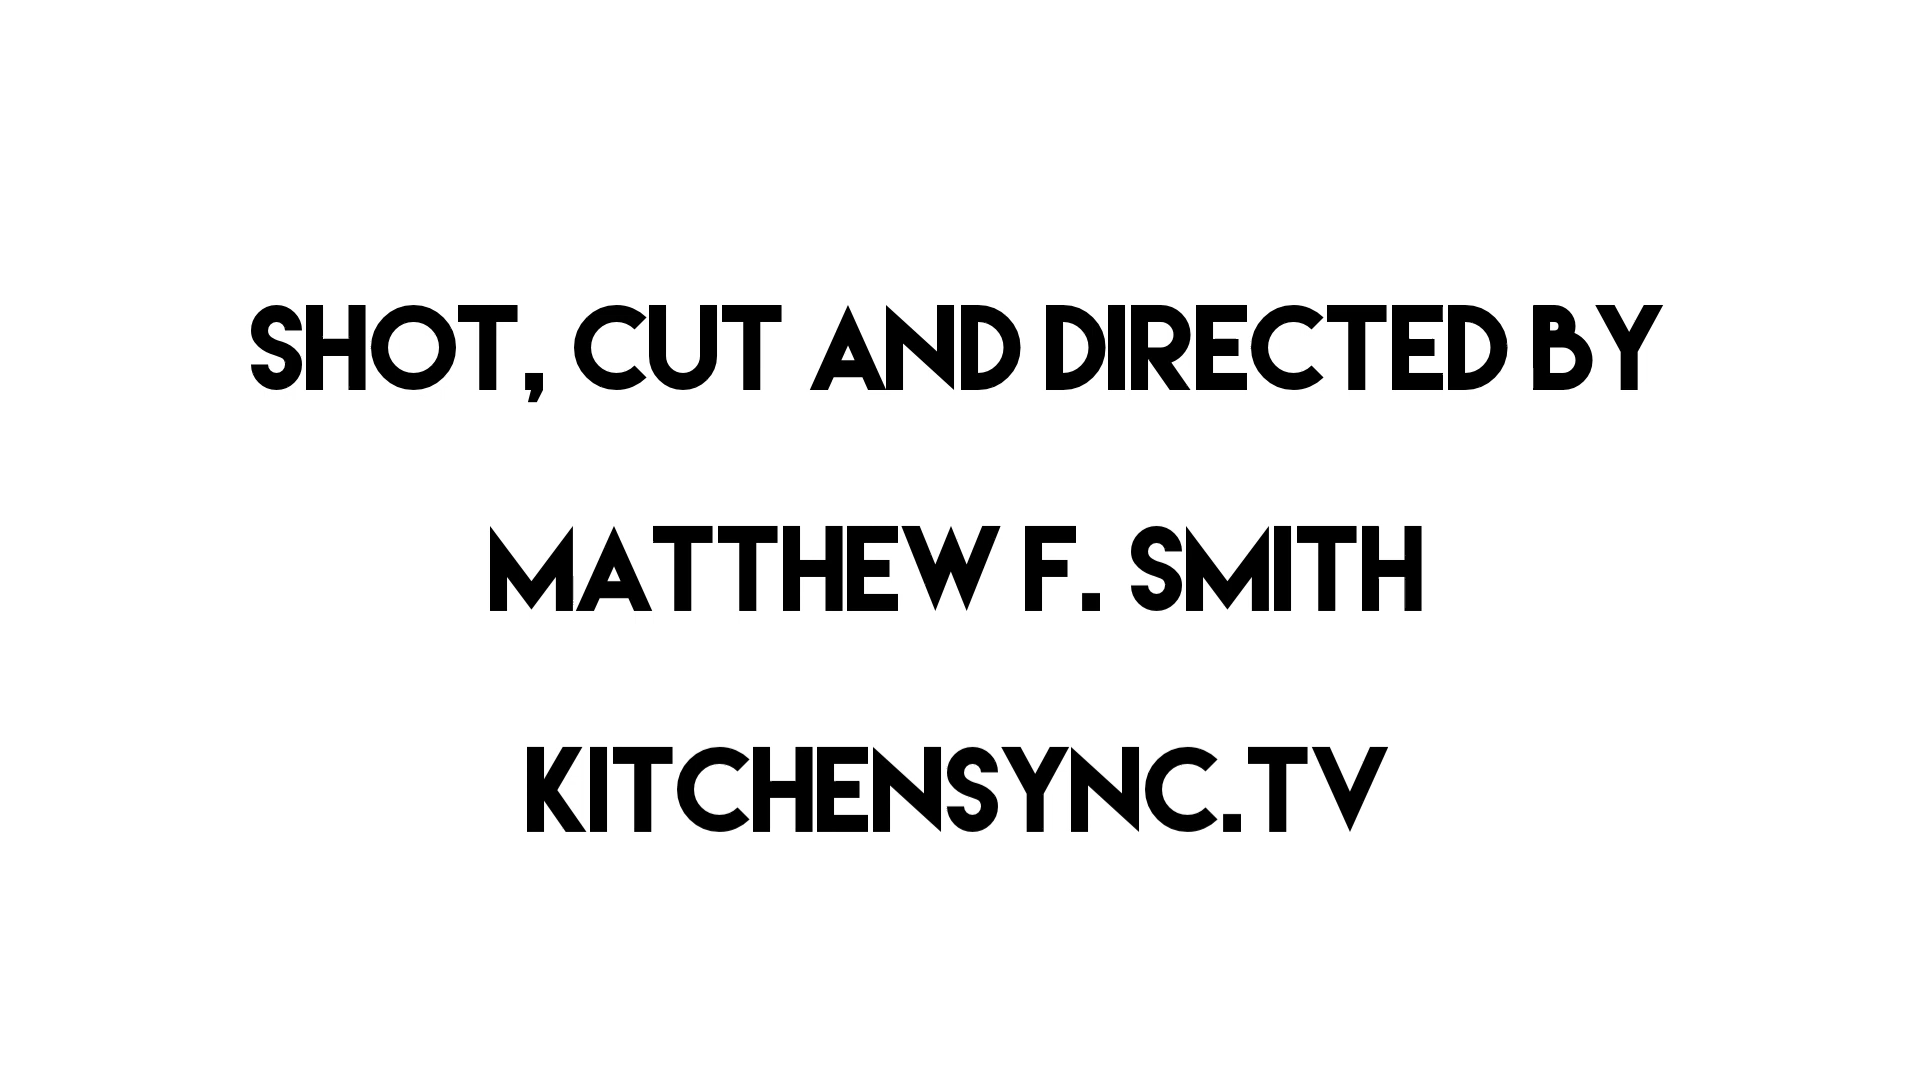 SHOT, CUT AND DIRECTED BY
MATTHEW F. SMITH
KITCHENSYNC.TV